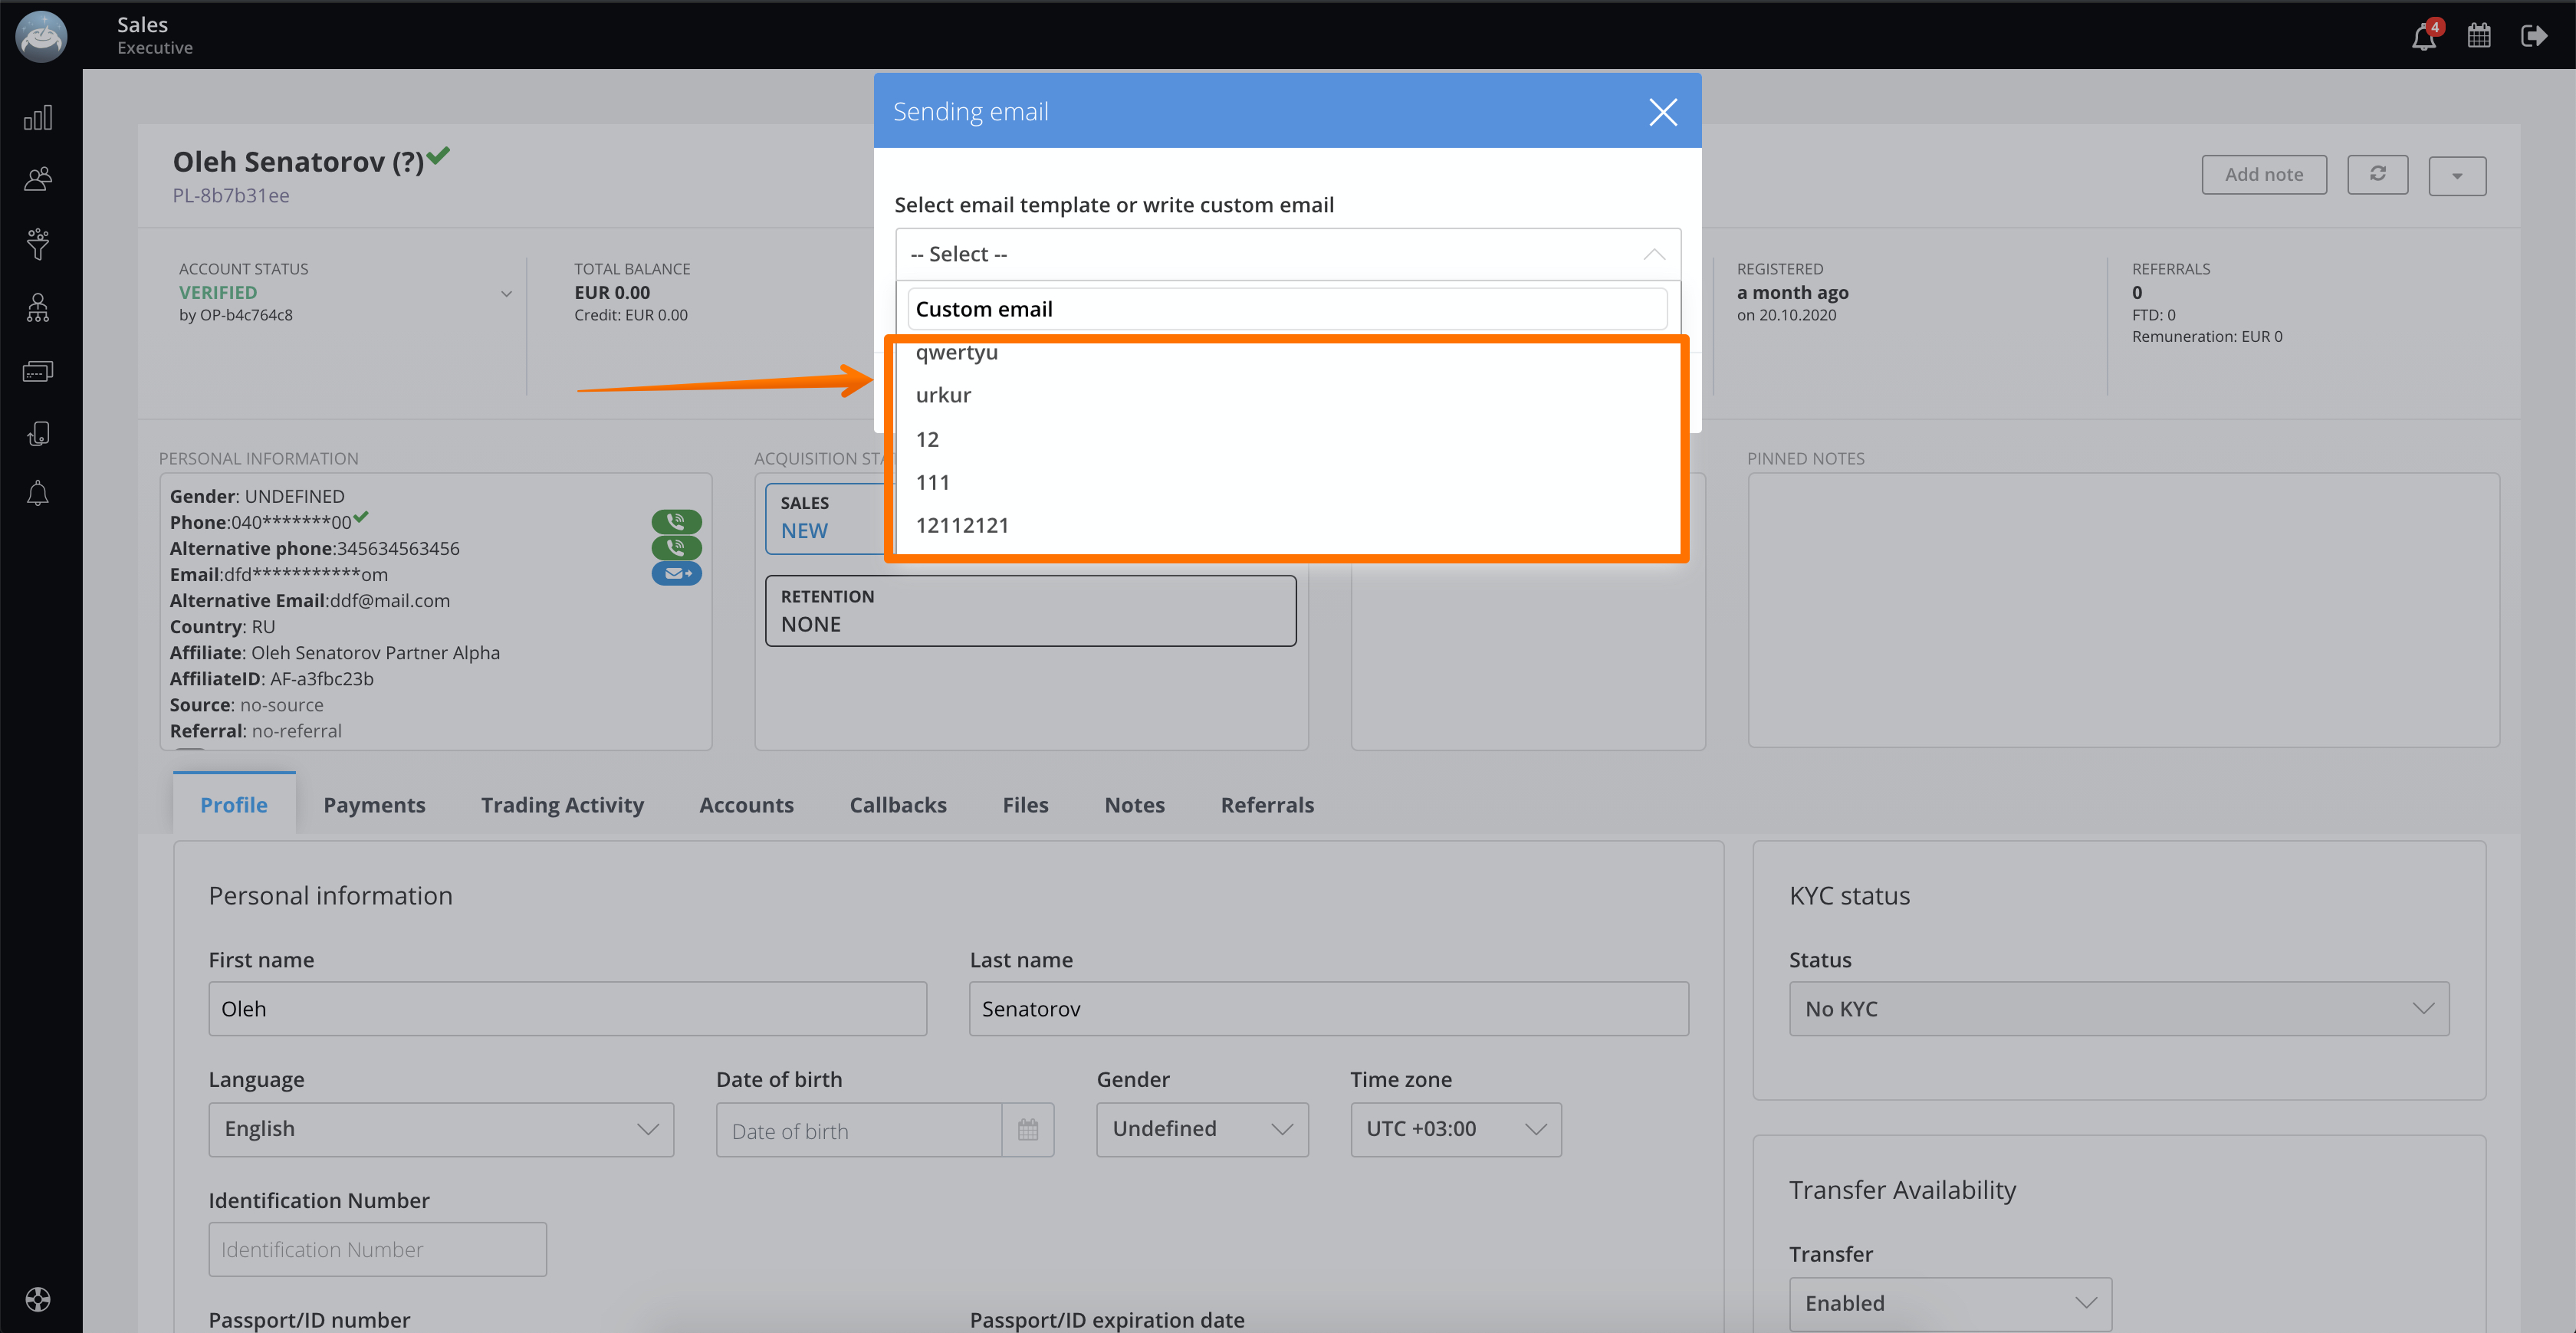 Sales
Executive
4
Sending email
Oleh Senatorov (?)
PL-8b7b31ee
Add note
Select email template or write custom email
-- Select --
Custom email
qwertyu
urkur
12
111
12112121
ACCOUNT STATUS
VERIFIED
by OP-b4c764c8
TOTAL BALANCE
EUR 0.00
Credit: EUR 0.00
REGISTERED
a month ago
on 20.10.2020
REFERRALS
0
FTD: 0
Remuneration: EUR 0
PERSONAL INFORMATION
Gender: UNDEFINED
Phone:040*******00
Alternative phone:345634563456
Email:dfd***********om
Alternative Email:ddf@mail.com
Country: RU
Affiliate: Oleh Senatorov Partner Alpha
AffiliateID: AF-a3fbc23b
Source: no-source
Referral: no-referral
ACQUISITION
SALES
NEW
RETENTION
NONE
PINNED NOTES
Profile
Payments
Trading Activity
Accounts
Callbacks
Files
Notes
Referrals
Personal information
First name
Last name
Oleh
Senatorov
Language
Date of birth
Gender
Time zone
English
Date of birth
Undefined
UTC +03:00
Identification Number
Identification Number
Passport/ID number
Passport/ID expiration date
KYC status
Status
No KYC
Transfer Availability
Transfer
Enabled